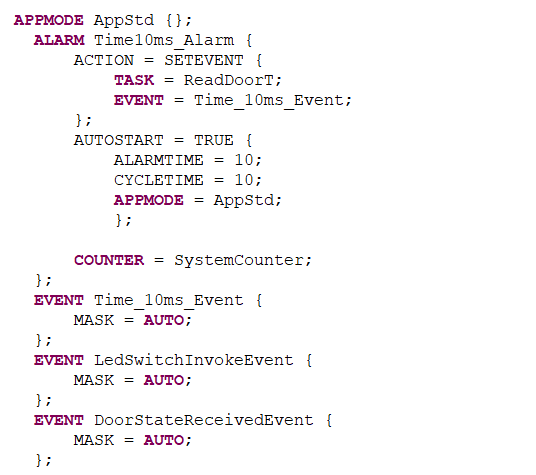 APPMODE AppStd {};
ALARM Time10ms_Alarm {
ACTION = SETEVENT {
TASK = ReadDoorT;
EVENT = Time_10ms_Event;
};
AUTOSTART = TRUE {
ALARMTIME = 10;
CYCLETIME = 10;
APPMODE = AppStd;
};
COUNTER = SystemCounter;
};
EVENT Time_10ms_Event {
MASK = AUTO;
};
EVENT LedSwitchInvokeEvent {
MASK = AUTO;
};
EVENT DoorStateReceivedEvent {
MASK = AUTO;
};